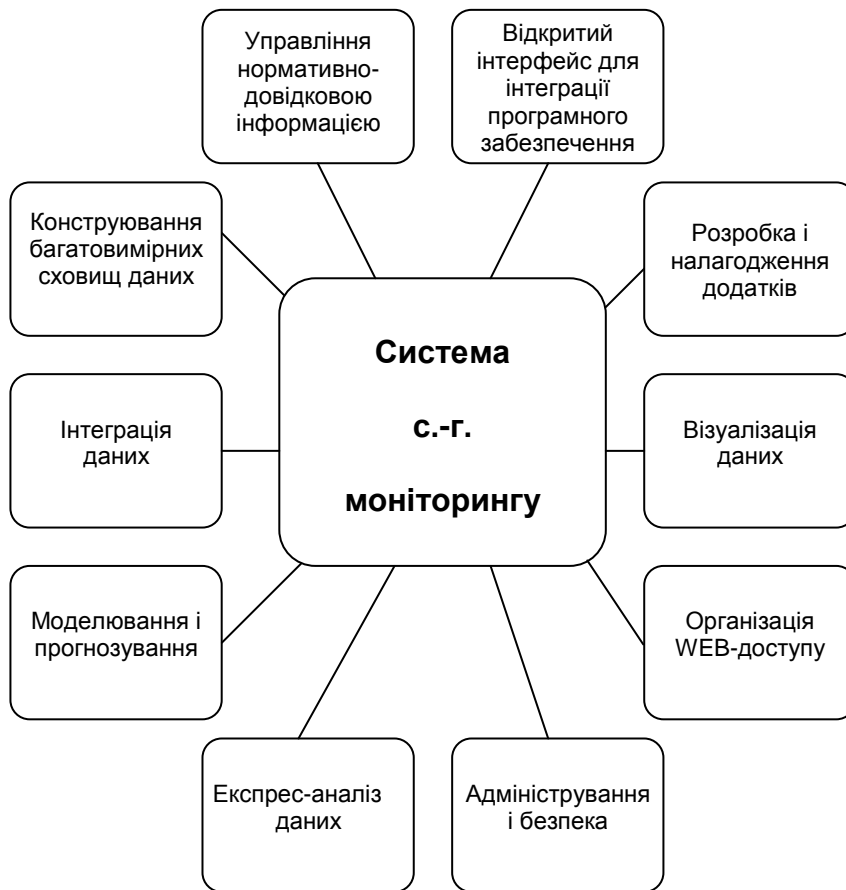 Управління
нормативно-
довідковою
інформацією
Відкритий
інтерфейс для
інтеграції
програмного
забезпечення
Конструювання
багатовимірних
сховищ даних
Розробка і
налагодження
додатків
Система
с.-г.
моніторингу
Інтеграція
даних
Візуалізація
даних
Моделювання і
прогнозування
Організація
WEB-доступу
Експрес-аналіз
даних
Адміністрування
і безпека